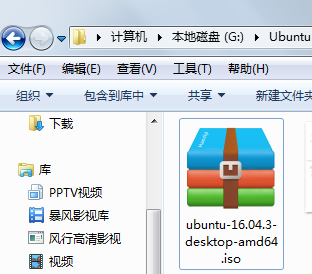 计算机 本地磁盘 (G:) Ubuntu
文件(F) 编辑(E) 查看(V) 工具(T) 帮助(H)
组织 包含到库中 共享 新建文件夹
下载
库
PPTV视频
暴风影视库
风行高清影视
视频
ubuntu-16.04.3-
desktop-amd64
.iso